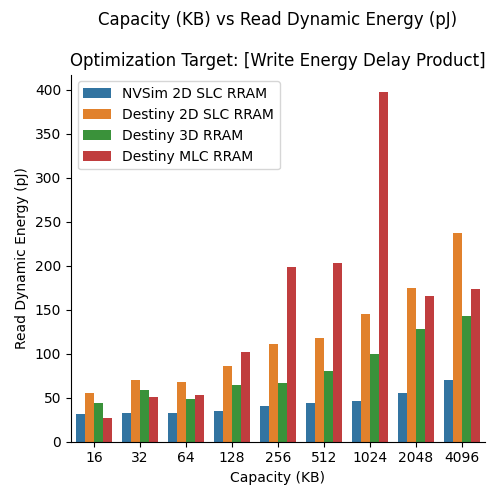 Capacity (KB) vs Read Dynamic Energy (pJ)
Optimization Target: [Write Energy Delay Product]
NVSim 2D SLC RRAM
Destiny 2D SLC RRAM
Destiny 3D RRAM
Destiny MLC RRAM
Read Dynamic Energy (pJ)
400
350
300
250
200
150
100
50
0
16 32 64 128 256 512 1024 2048 4096
Capacity (KB)